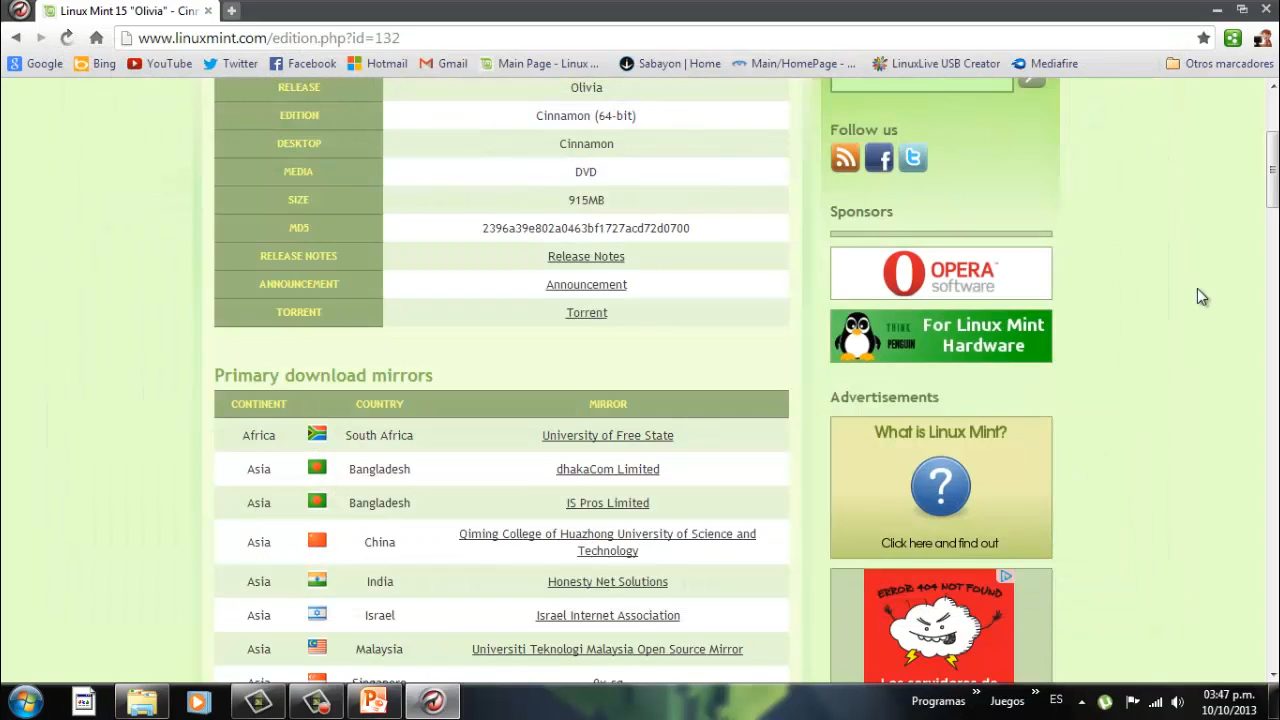 Linux Mint 15 "Olivia" - Cinr
www.linuxmint.com/edition.php?id=132
Google Bing YouTube Twitter Facebook Hotmail Gmail Main Page - Linux ... Sabayon | Home Main/HomePage - ... LinuxLive USB Creator Mediafire Otros marcadores
RELEASE Olivia
EDITION Cinnamon (64-bit)
DESKTOP Cinnamon
MEDIA DVD
SIZE 915MB
MD5 2396a39e802a0463bf1727acd72d0700
RELEASE NOTES Release Notes
ANNOUNCEMENT Announcement
TORRENT Torrent
Primary download mirrors
CONTINENT COUNTRY MIRROR
Africa South Africa University of Free State
Asia Bangladesh dhakaCom Limited
Asia Bangladesh IS Pros Limited
Asia China Qiming College of Huazhong University of Science and
Technology
Asia India Honesty Net Solutions
Asia Israel Israel Internet Association
Asia Malaysia Universiti Teknologi Malaysia Open Source Mirror
Follow us
Sponsors
OPERA
software
THINK
PENGUIN
For Linux Mint
Hardware
Advertisements
What is Linux Mint?
?
Click here and find out
ERROR 404 NOT FOUND
Los servidores de
Programas » Juegos » ES
03:47 p.m.
10/10/2013